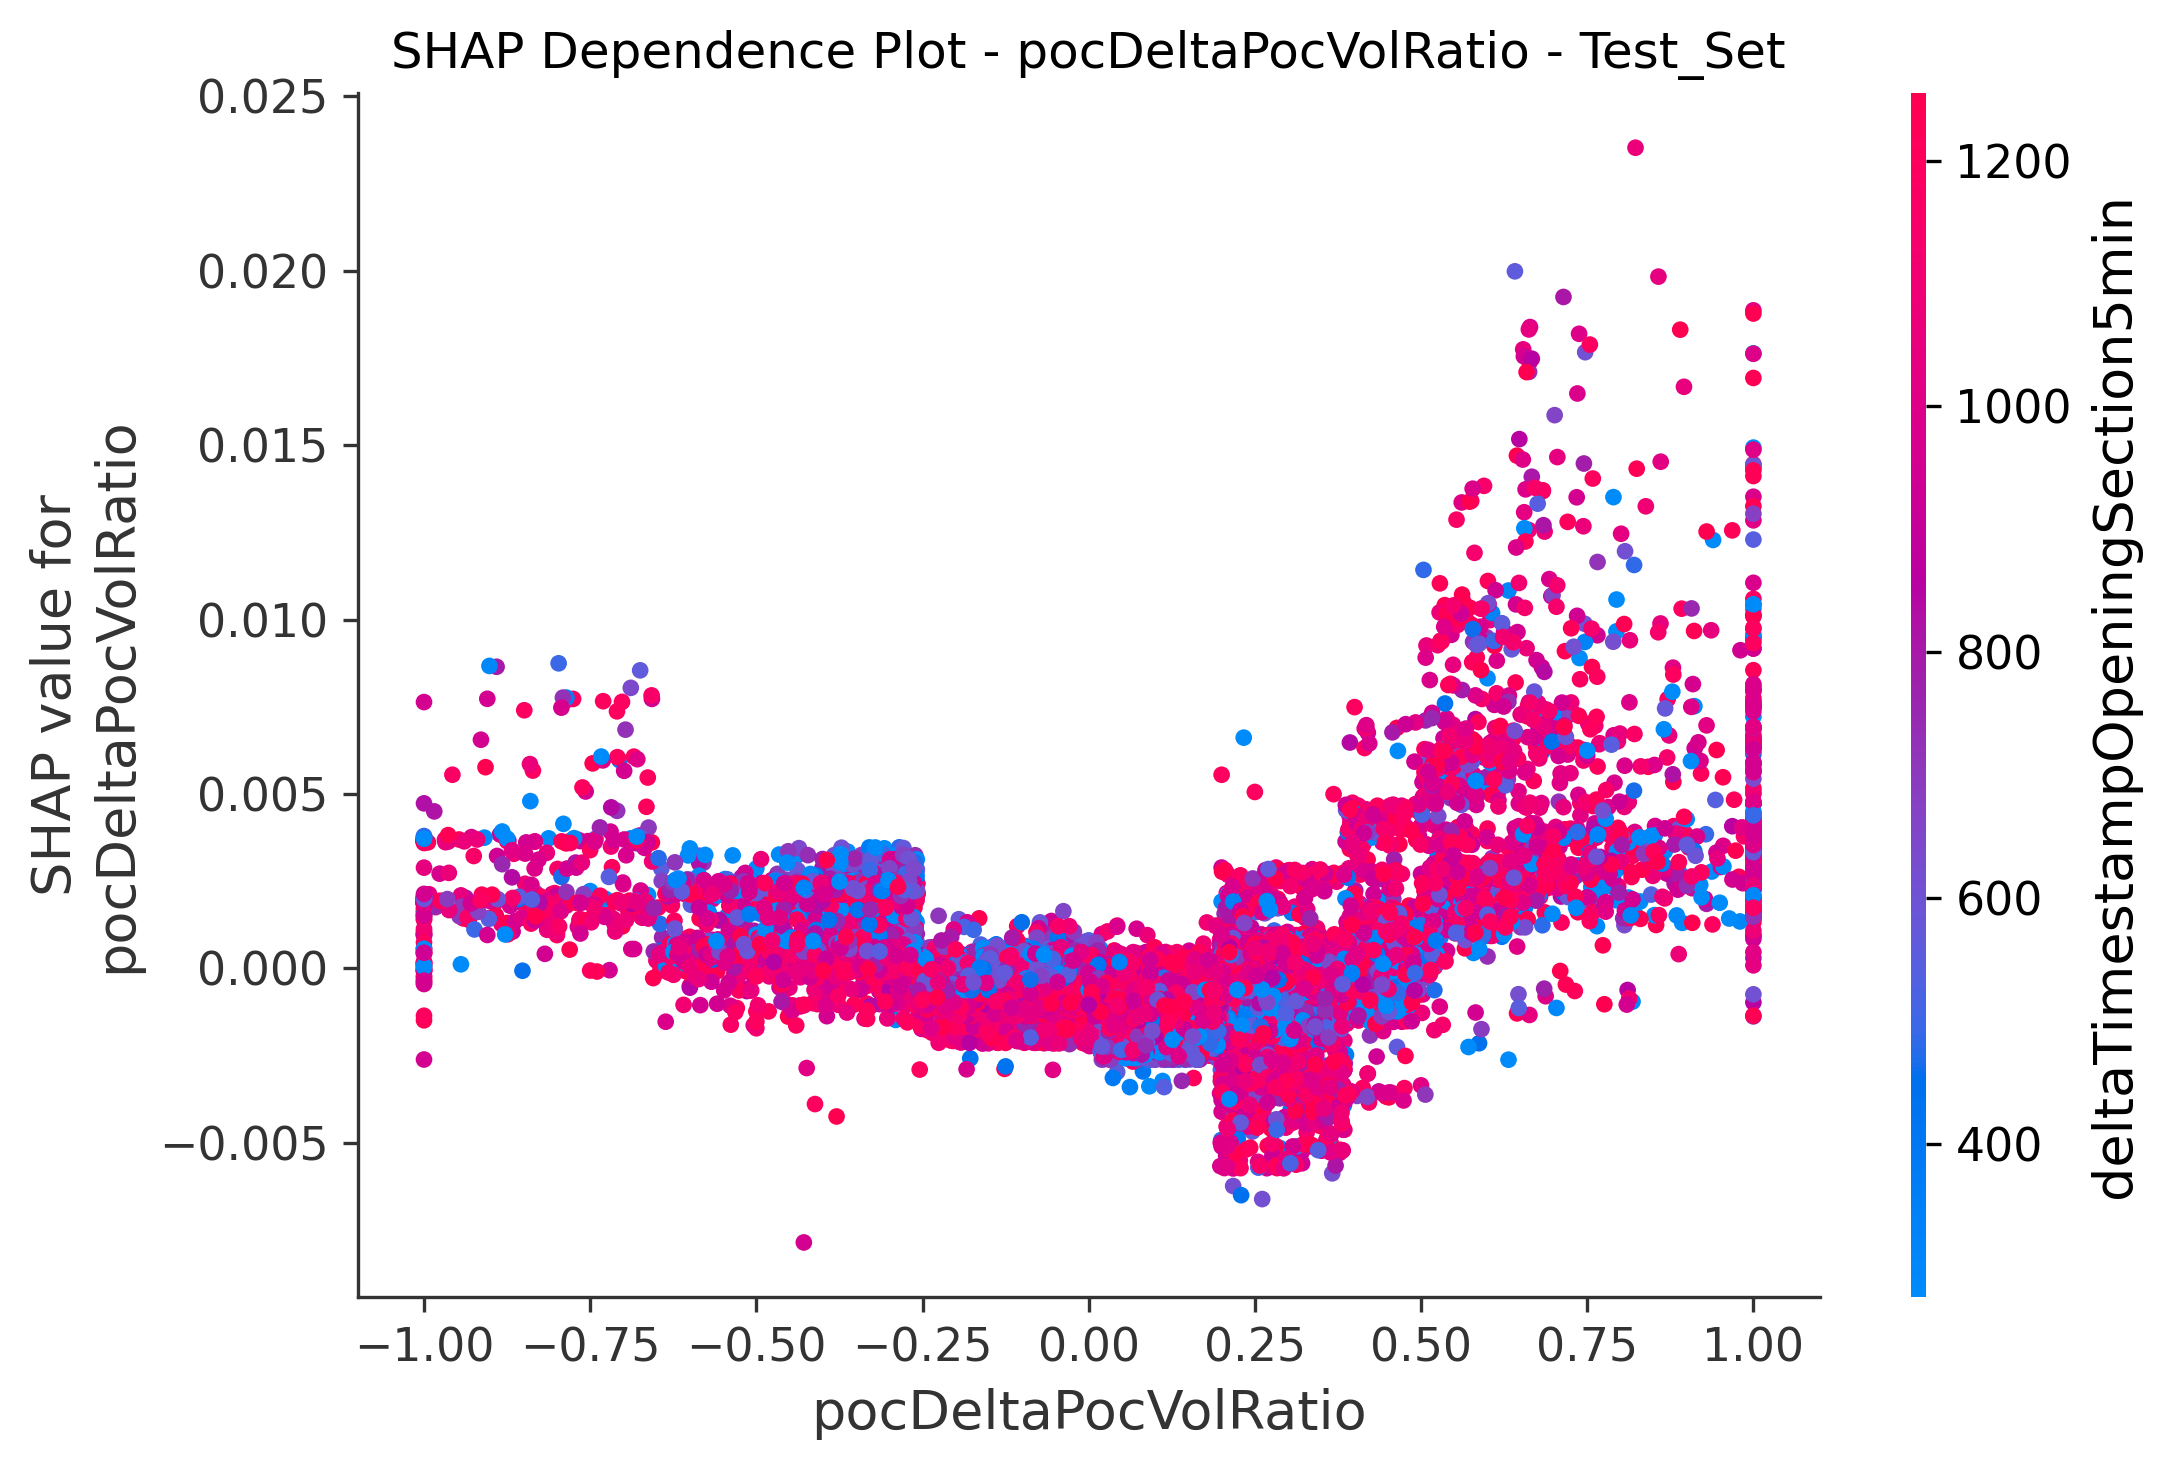 SHAP Dependence Plot - pocDeltaPocVolRatio - Test_Set
SHAP value for
pocDeltaPocVolRatio
0.025
0.020
0.015
0.010
0.005
0.000
−0.005
−1.00 −0.75 −0.50 −0.25 0.00 0.25 0.50 0.75 1.00
pocDeltaPocVolRatio
1200
1000
800
600
400
deltaTimestampOpeningSection5min